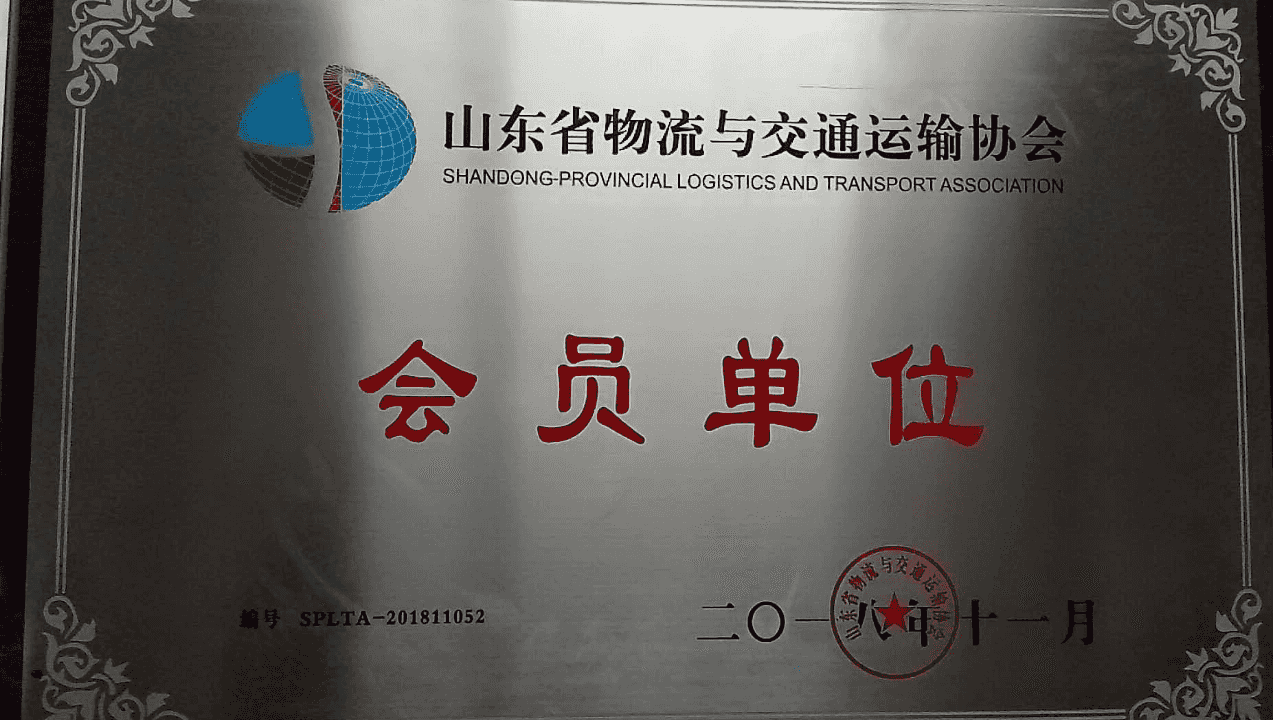 山东省物流与交通运输协会
SHANDONG PROVINCIAL LOGISTICS AND TRANSPORT ASSOCIATION
会员单位
编号 SPLTA-201811052
二〇一八年十一月
山东省物流与交通运输协会